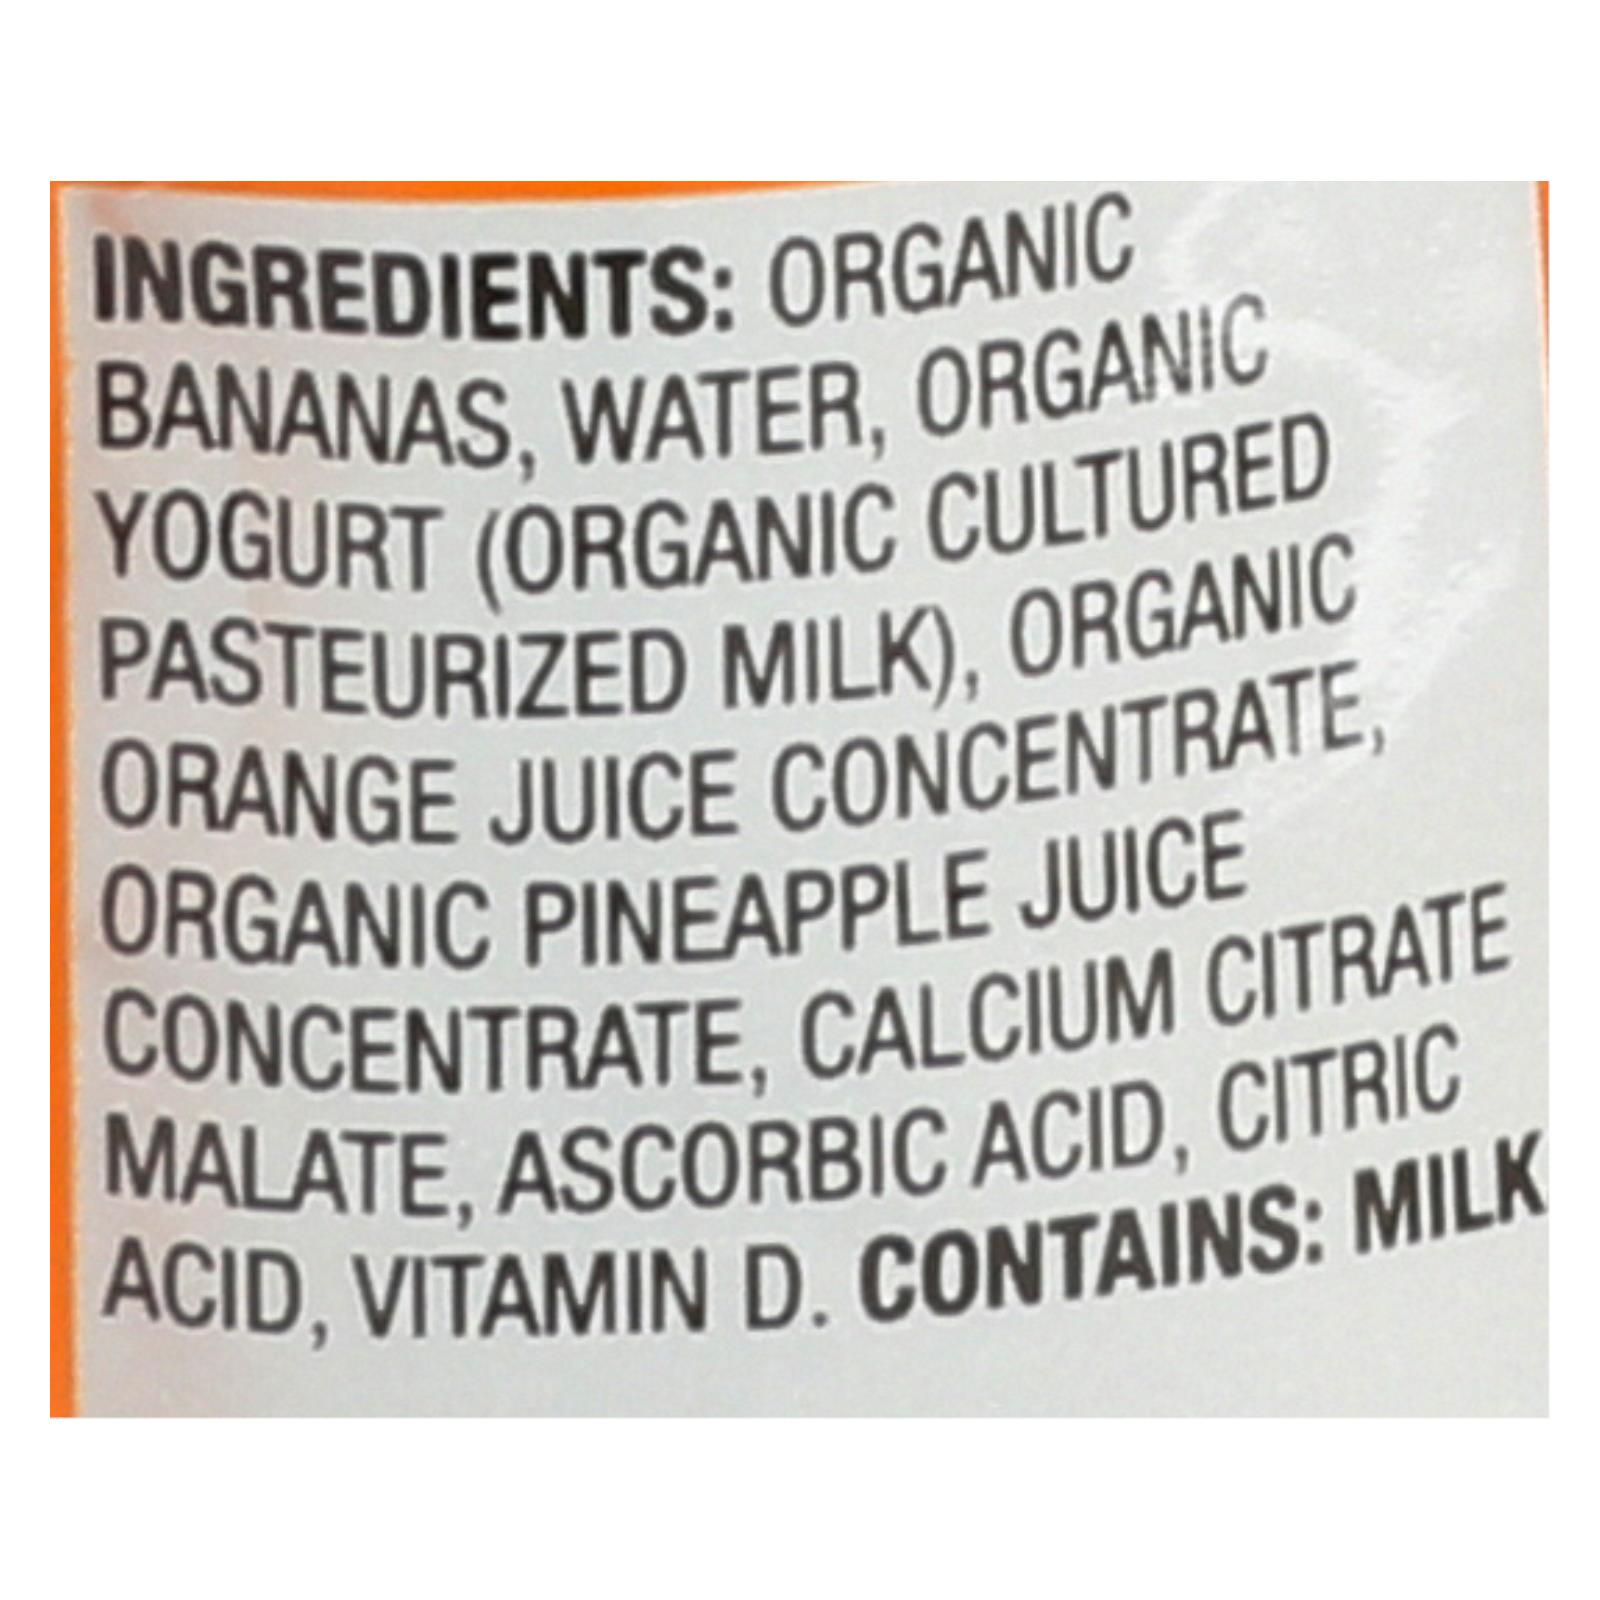 INGREDIENTS: ORGANIC
BANANAS, WATER, ORGANIC
YOGURT (ORGANIC CULTURED
PASTEURIZED MILK), ORGANIC
ORANGE JUICE CONCENTRATE,
ORGANIC PINEAPPLE JUICE
CONCENTRATE, CALCIUM CITRATE
MALATE, ASCORBIC ACID, CITRIC
ACID, VITAMIN D. CONTAINS: MILK